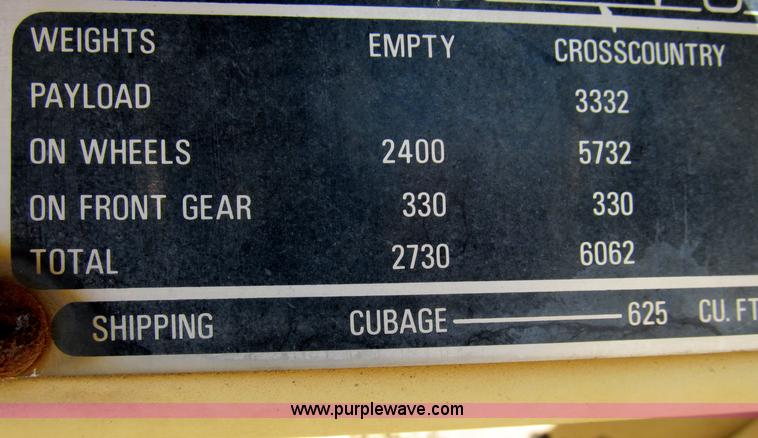 WEIGHTS EMPTY CROSSCOUNTRY
PAYLOAD 3332
ON WHEELS 2400 5732
ON FRONT GEAR 330 330
TOTAL 2730 6062
SHIPPING CUBAGE 625 CU. FT
www.purplewave.com